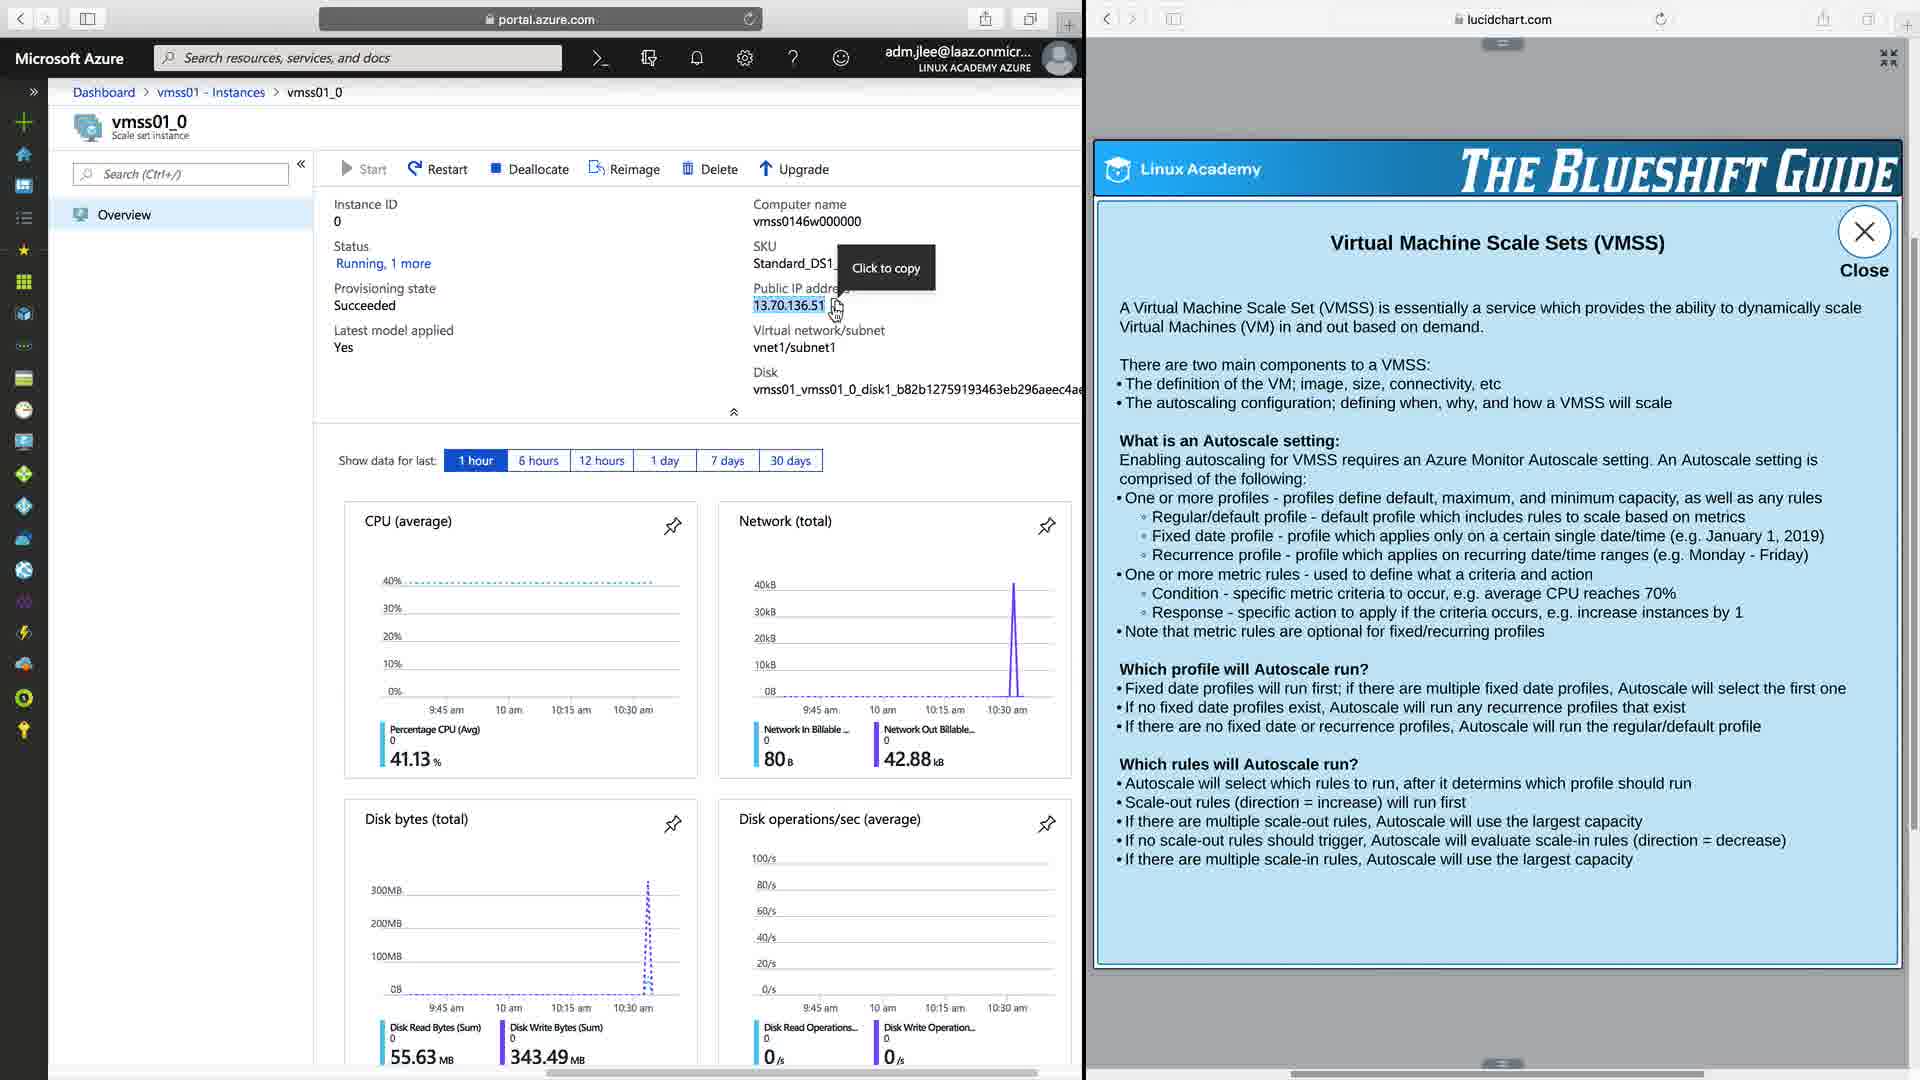 portal.azure.com
lucidchart.com
Microsoft Azure
Search resources, services, and docs
adm.jlee@laaz.onmicr...
LINUX ACADEMY AZURE
Dashboard > vmss01 - Instances > vmss01_0
vmss01_0
Scale set instance
Search (Ctrl+/)
Overview
Start
Restart
Deallocate
Reimage
Delete
Upgrade
Instance ID
0
Status
Running, 1 more
Provisioning state
Succeeded
Latest model applied
Yes
Computer name
vmss0146w000000
SKU
Standard_DS1_
Click to copy
Public IP address
13.70.136.51
Virtual network/subnet
vnet1/subnet1
Disk
vmss01_vmss01_0_disk1_b82b12759193463eb296aeec4ae
Show data for last:
1 hour
6 hours
12 hours
1 day
7 days
30 days
CPU (average)
40%
30%
20%
10%
0%
9:45 am
10 am
10:15 am
10:30 am
Percentage CPU (Avg)
0
41.13 %
Network (total)
40kB
30kB
20kB
10kB
0B
9:45 am
10 am
10:15 am
10:30 am
Network In Billable ...
0
80 B
Network Out Billable...
0
42.88 kB
Disk bytes (total)
300MB
200MB
100MB
0B
9:45 am
10 am
10:15 am
10:30 am
Disk Read Bytes (Sum)
0
55.63 MB
Disk Write Bytes (Sum)
0
343.49 MB
Disk operations/sec (average)
100/s
80/s
60/s
40/s
20/s
0/s
9:45 am
10 am
10:15 am
10:30 am
Disk Read Operations...
0
0 /s
Disk Write Operation...
0
0 /s
Linux Academy
THE BLUESHIFT GUIDE
Virtual Machine Scale Sets (VMSS)
Close
A Virtual Machine Scale Set (VMSS) is essentially a service which provides the ability to dynamically scale
Virtual Machines (VM) in and out based on demand.
There are two main components to a VMSS:
• The definition of the VM; image, size, connectivity, etc
• The autoscaling configuration; defining when, why, and how a VMSS will scale
What is an Autoscale setting:
Enabling autoscaling for VMSS requires an Azure Monitor Autoscale setting. An Autoscale setting is
comprised of the following:
• One or more profiles - profiles define default, maximum, and minimum capacity, as well as any rules
◦ Regular/default profile - default profile which includes rules to scale based on metrics
◦ Fixed date profile - profile which applies only on a certain single date/time (e.g. January 1, 2019)
◦ Recurrence profile - profile which applies on recurring date/time ranges (e.g. Monday - Friday)
• One or more metric rules - used to define what a criteria and action
◦ Condition - specific metric criteria to occur, e.g. average CPU reaches 70%
◦ Response - specific action to apply if the criteria occurs, e.g. increase instances by 1
• Note that metric rules are optional for fixed/recurring profiles
Which profile will Autoscale run?
• Fixed date profiles will run first; if there are multiple fixed date profiles, Autoscale will select the first one
• If no fixed date profiles exist, Autoscale will run any recurrence profiles that exist
• If there are no fixed date or recurrence profiles, Autoscale will run the regular/default profile
Which rules will Autoscale run?
• Autoscale will select which rules to run, after it determins which profile should run
• Scale-out rules (direction = increase) will run first
• If there are multiple scale-out rules, Autoscale will use the largest capacity
• If no scale-out rules should trigger, Autoscale will evaluate scale-in rules (direction = decrease)
• If there are multiple scale-in rules, Autoscale will use the largest capacity